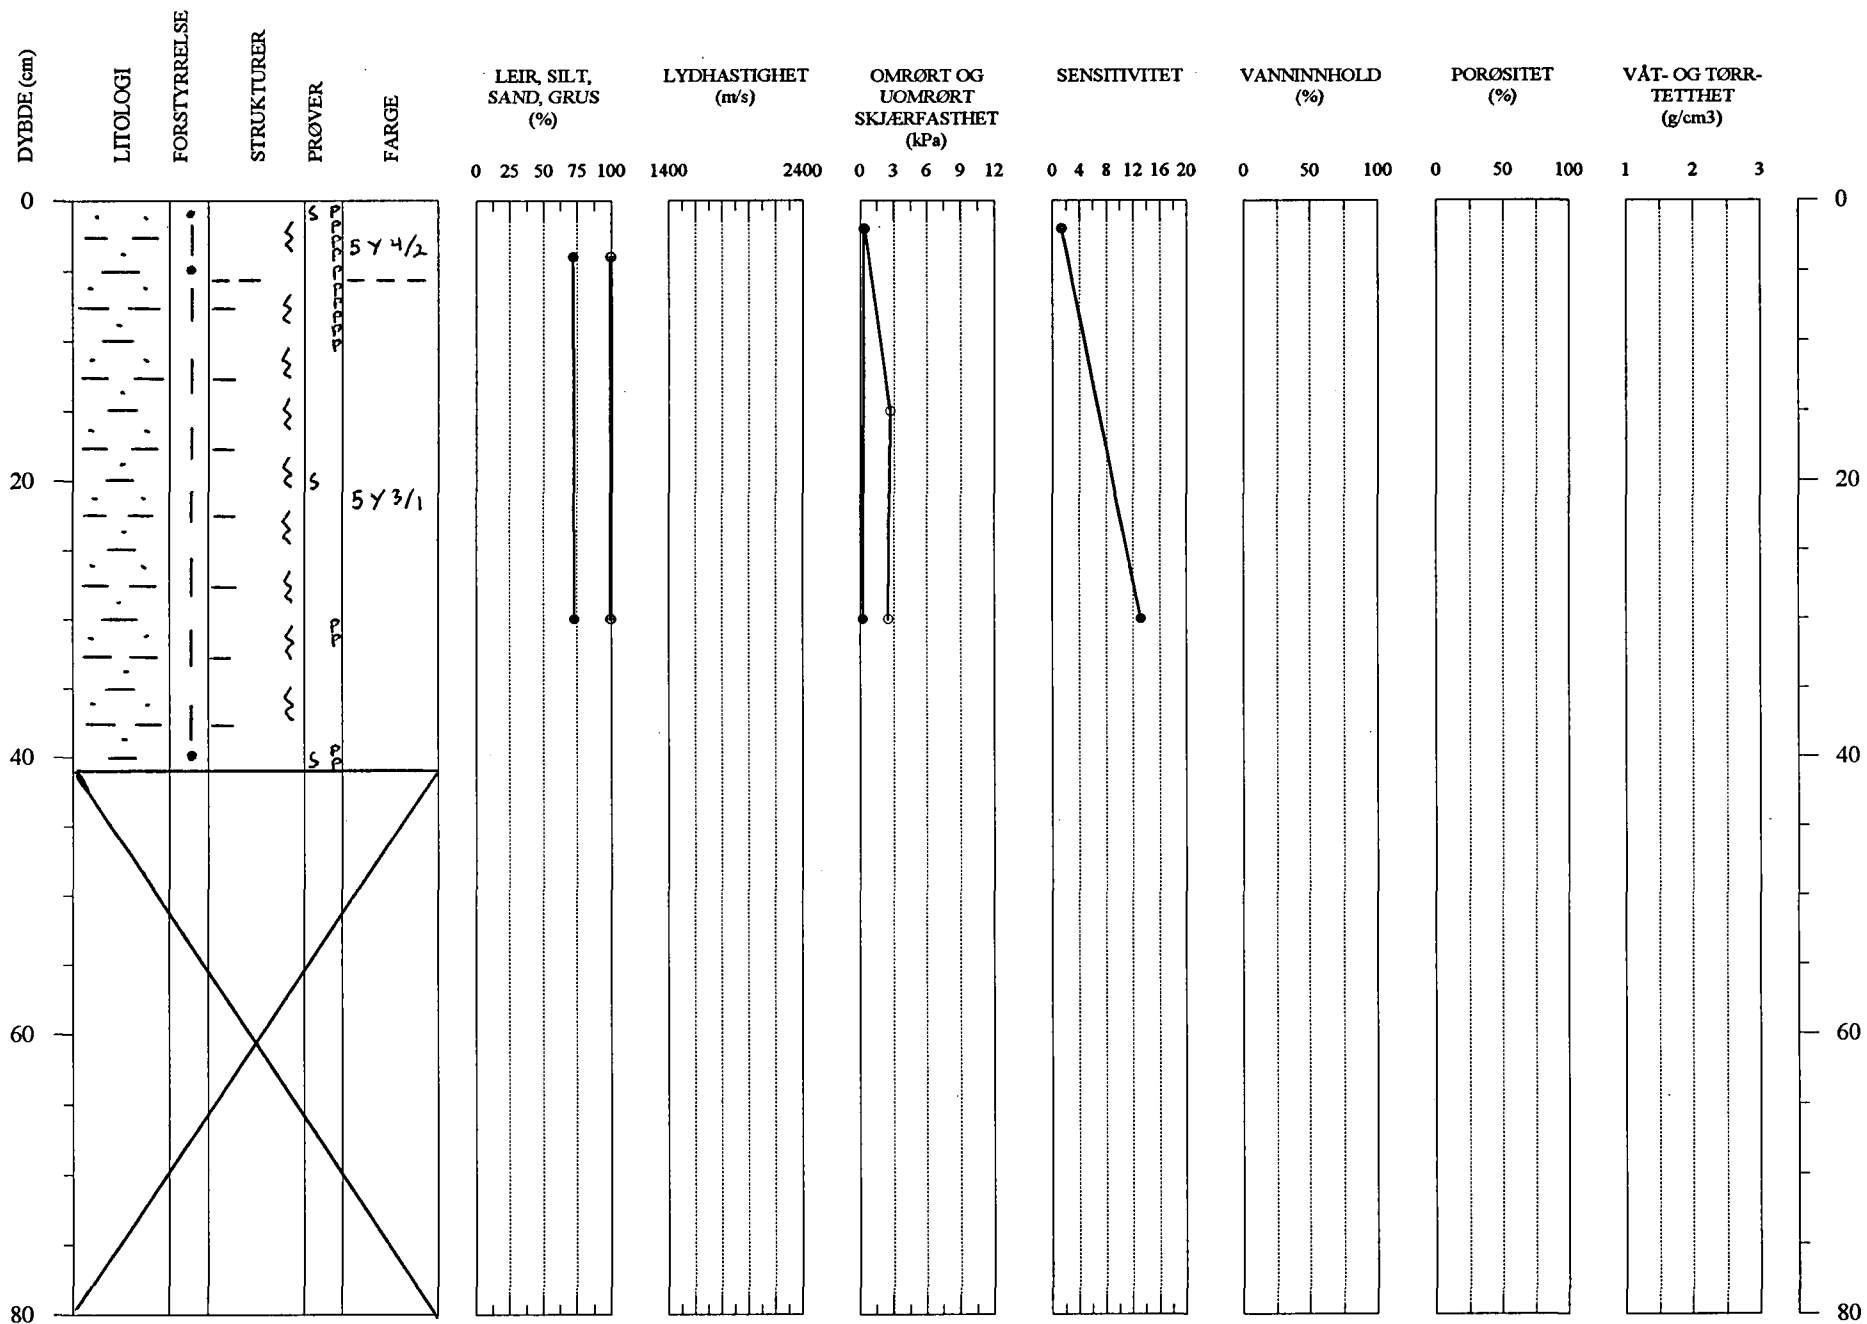 DYBDE (cm)
LITOLOGI
FORSTYRRELSE
STRUKTURER
PRØVER
FARGE
LEIR, SILT,
SAND, GRUS
(%)
LYDHASTIGHET
(m/s)
OMRØRT OG
UOMRØRT
SKJÆRFASTHET
(kPa)
SENSITIVITET
VANNINNHOLD
(%)
PORØSITET
(%)
VÅT- OG TØRR-
TETTHET
(g/cm3)
0 25 50 75 100 1400 2400 0 3 6 9 12 0 4 8 12 16 20 0 100 0 100 1 2 3
0 S P 0
P
P
P 5Y 4/2
P
P
P
P
P
P
P
20 S 20
5Y 3/1
P
P
P
40 S P 40
60 60
80 80